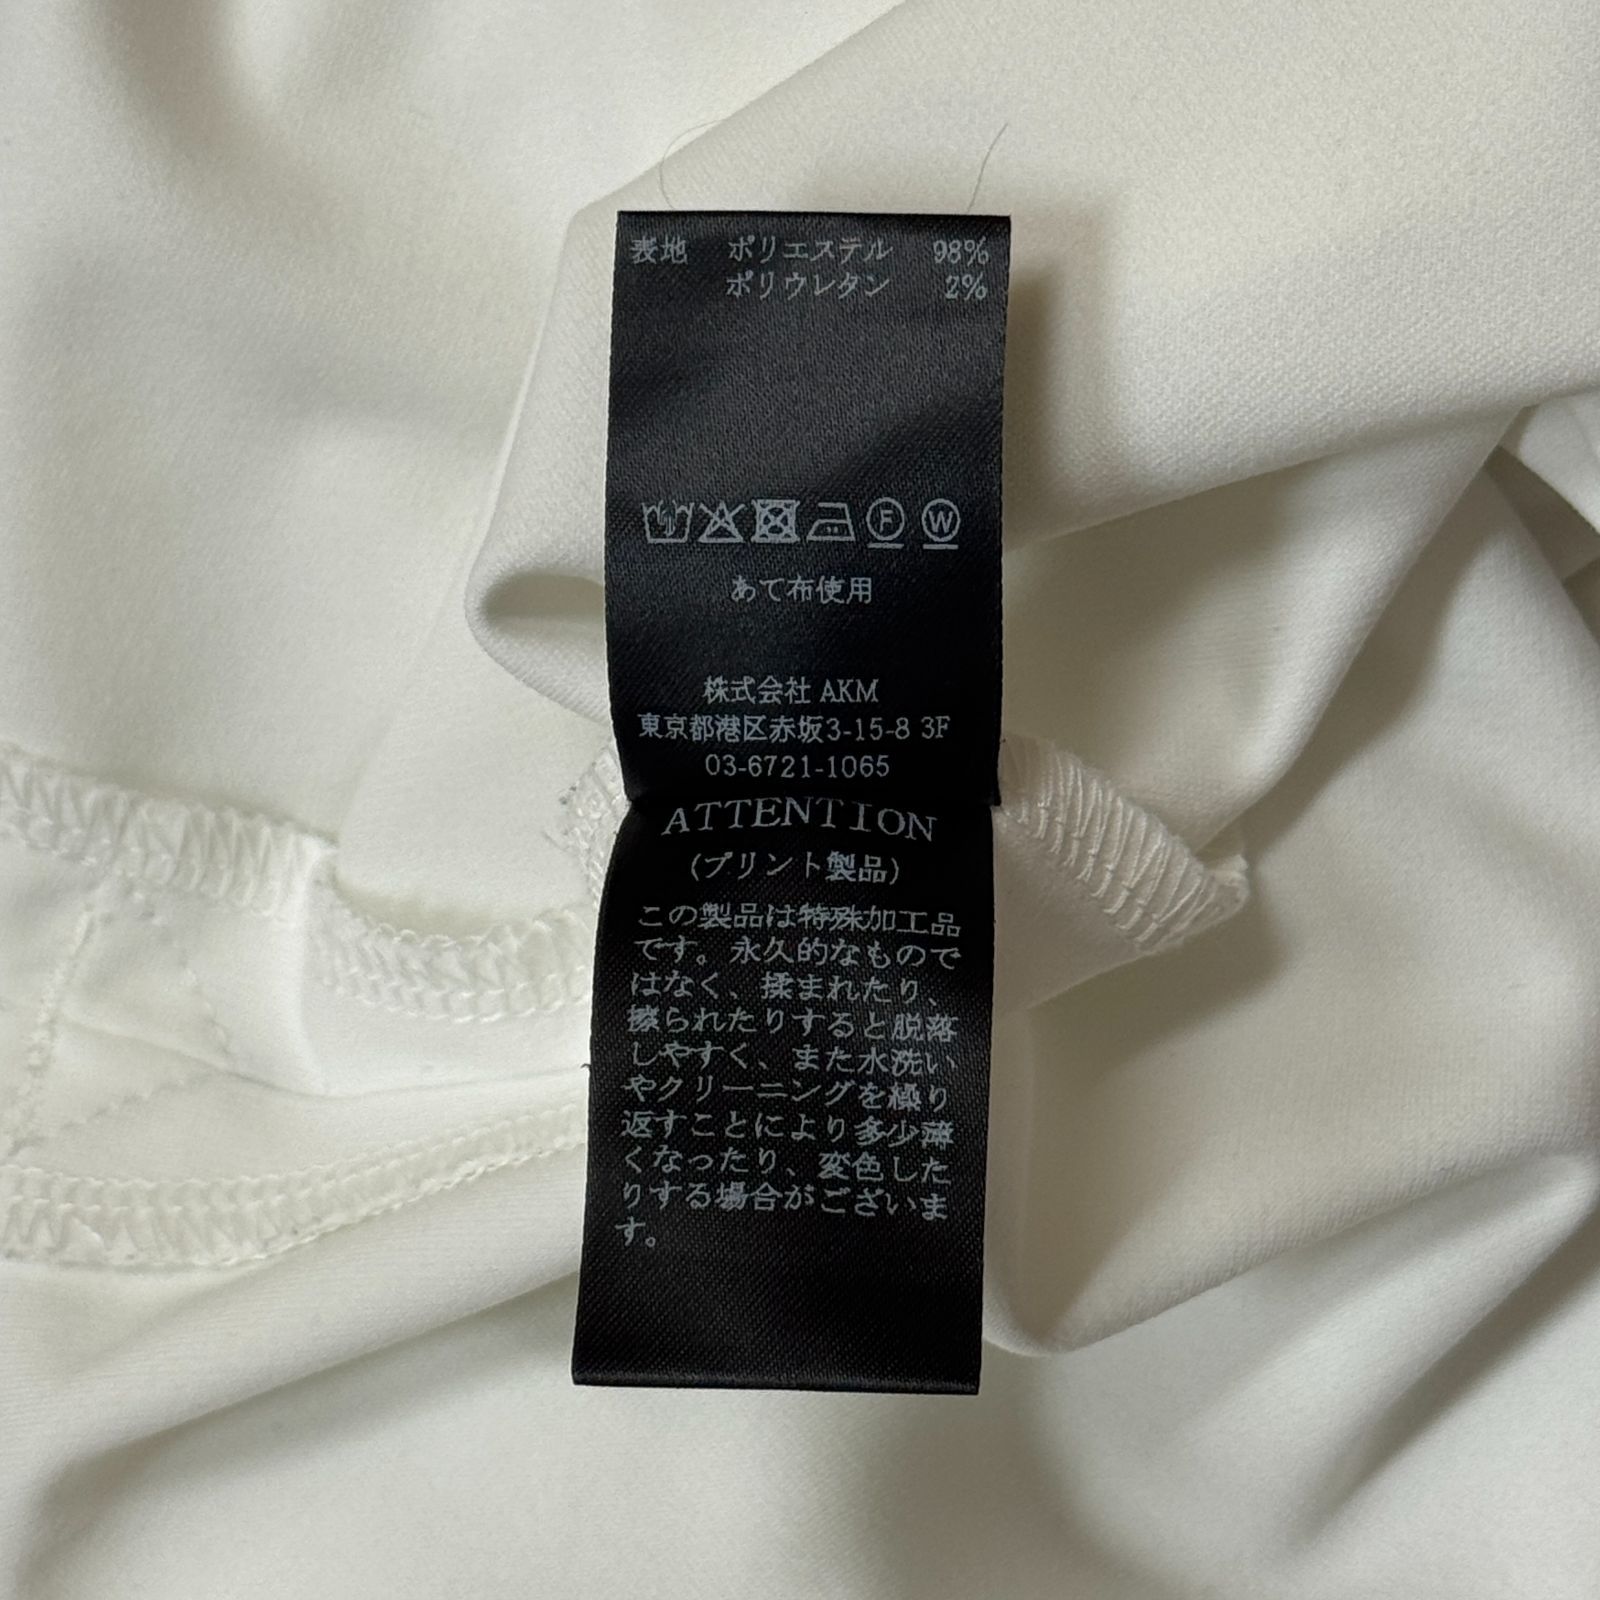 表地 ポリエステル 98%
ポリウレタン 2%
F W
あて布使用
株式会社 AKM
東京都港区赤坂3-15-8 3F
03-6721-1065
ATTENTION
(プリント製品)
この製品は特殊加工品
です。永久的なもので
はなく、揉まれたり、
擦られたりすると脱落
しやすく、また水洗い
やクリーニングを繰り
返すことにより多少薄
くなったり、変色した
りする場合がございま
す。